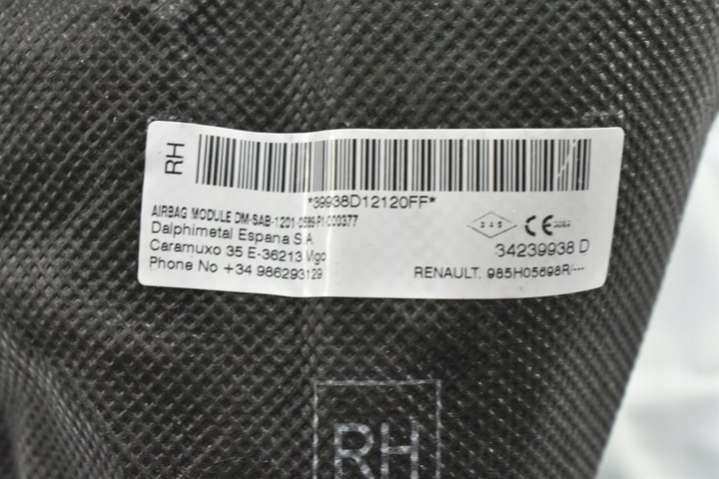 RH
*39938D12120FF*
AIRBAG MODULE DM-SAB-1201-0589-P1-000377
Dalphimetal Espana S.A.
Caramuxo 35 E-36213 Vigo
Phone No +34 986293129
CE
34239938 D
RENAULT. 985H05698R/---
RH